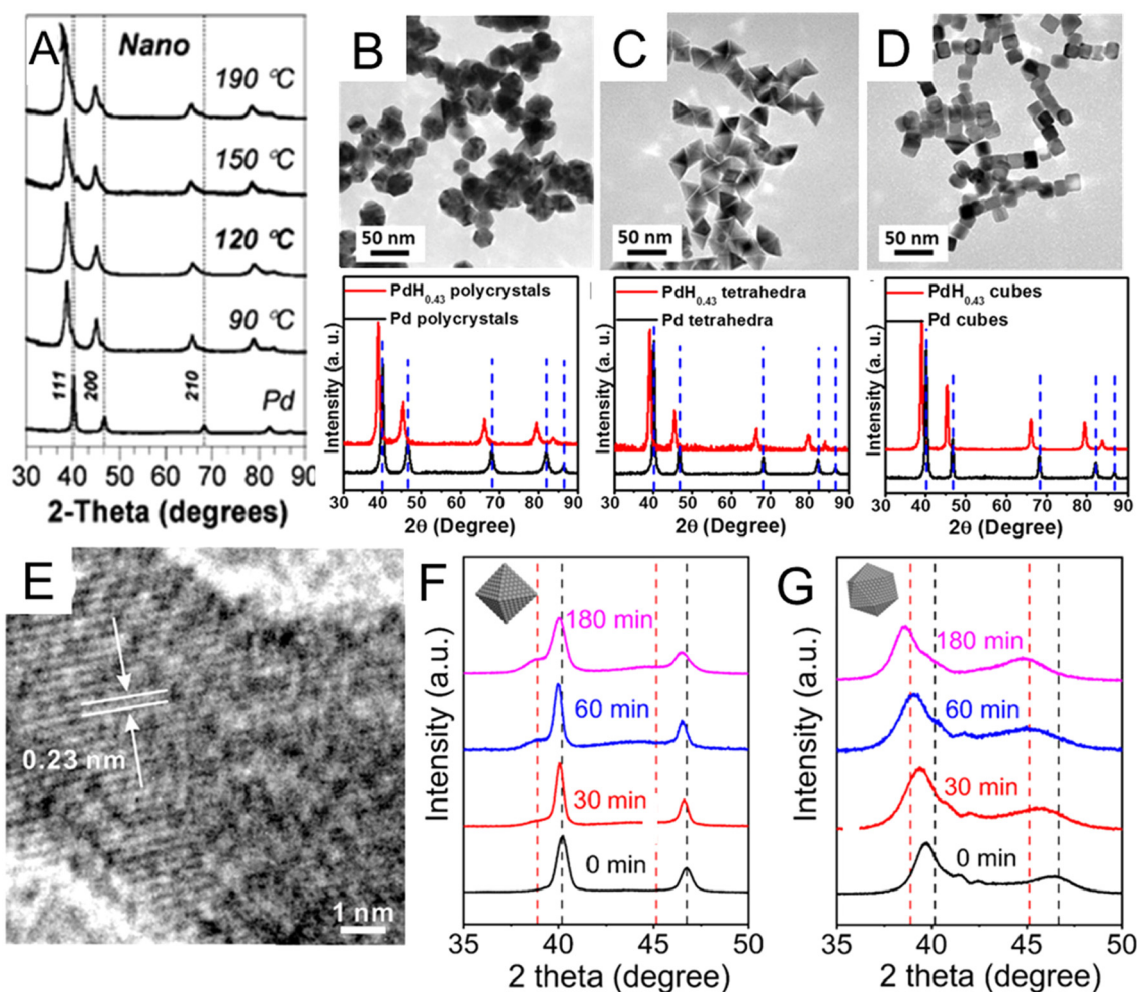 A
Nano
190 °C
150 °C
120 °C
90 °C
111
200
210
Pd
30 40 50 60 70 80 90
2-Theta (degrees)
B
50 nm
C
50 nm
D
50 nm
PdH0.43 polycrystals
Pd polycrystals
Intensity (a. u.)
30 40 50 60 70 80 90
2θ (Degree)
PdH0.43 tetrahedra
Pd tetrahedra
Intensity (a. u.)
30 40 50 60 70 80 90
2θ (Degree)
PdH0.43 cubes
Pd cubes
Intensity (a. u.)
30 40 50 60 70 80 90
2θ (Degree)
E
0.23 nm
1 nm
F
180 min
60 min
30 min
0 min
Intensity (a.u.)
35 40 45 50
2 theta (degree)
G
180 min
60 min
30 min
0 min
Intensity (a.u.)
35 40 45 50
2 theta (degree)